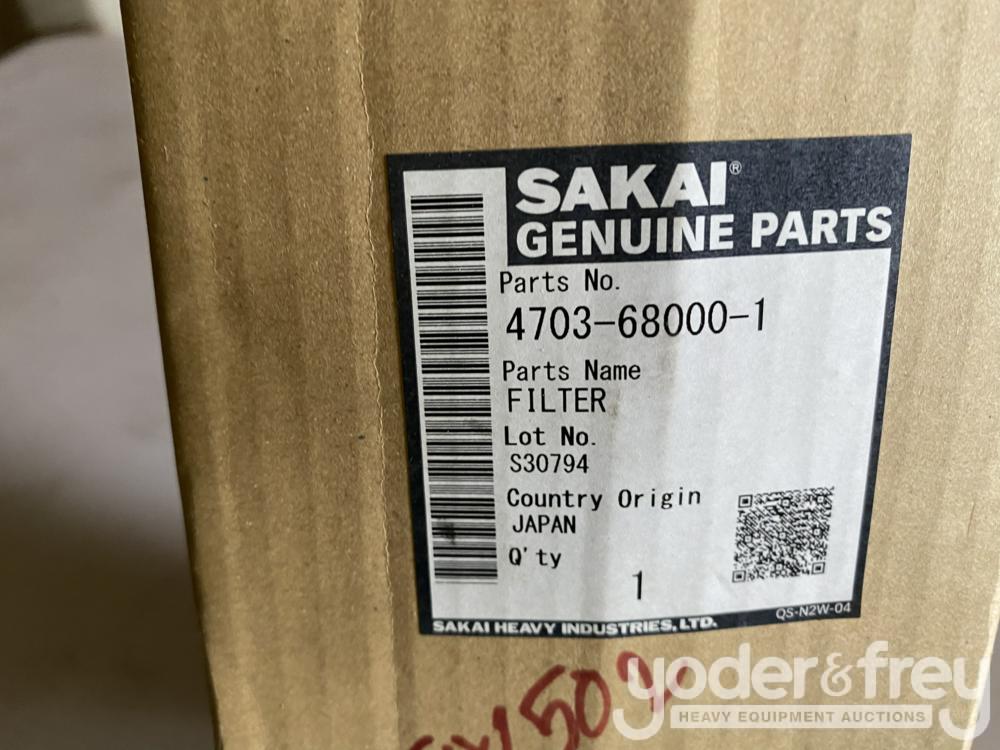 SAKAI®
GENUINE PARTS
Parts No.
4703-68000-1
Parts Name
FILTER
Lot No.
S30794
Country Origin
JAPAN
Q'ty
1
QS-N2W-04
SAKAI HEAVY INDUSTRIES, LTD.
yoder&frey
HEAVY EQUIPMENT AUCTIONS